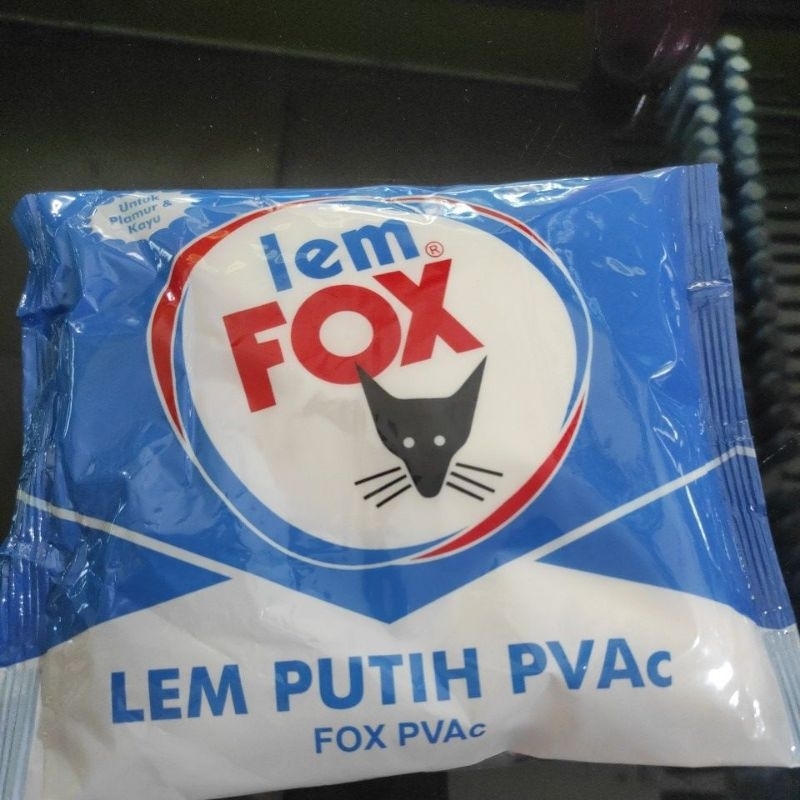 Untuk
Plamur &
Kayu
lem®
FOX
LEM PUTIH PVAc
FOX PVAc